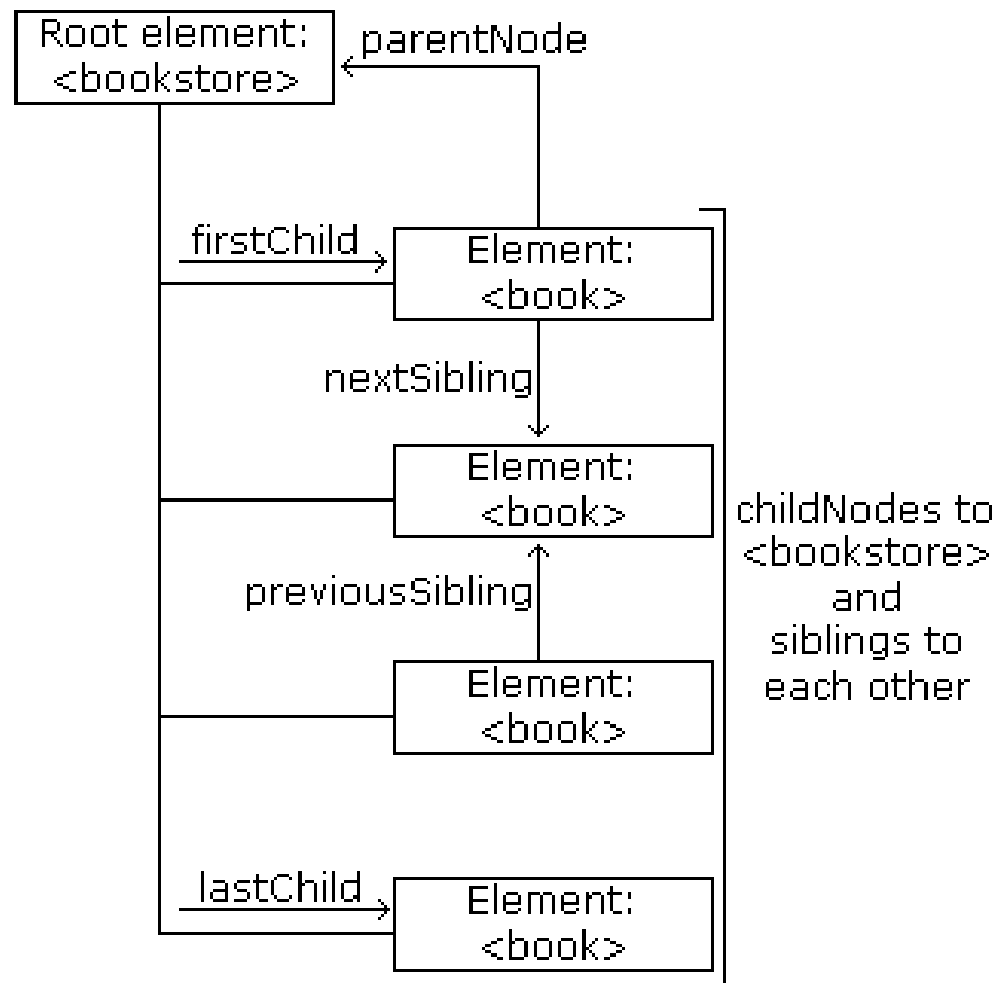 Root element:
<bookstore>
parentNode
firstChild
Element:
<book>
nextSibling
Element:
<book>
previousSibling
Element:
<book>
lastChild
Element:
<book>
childNodes to
<bookstore>
and
siblings to
each other